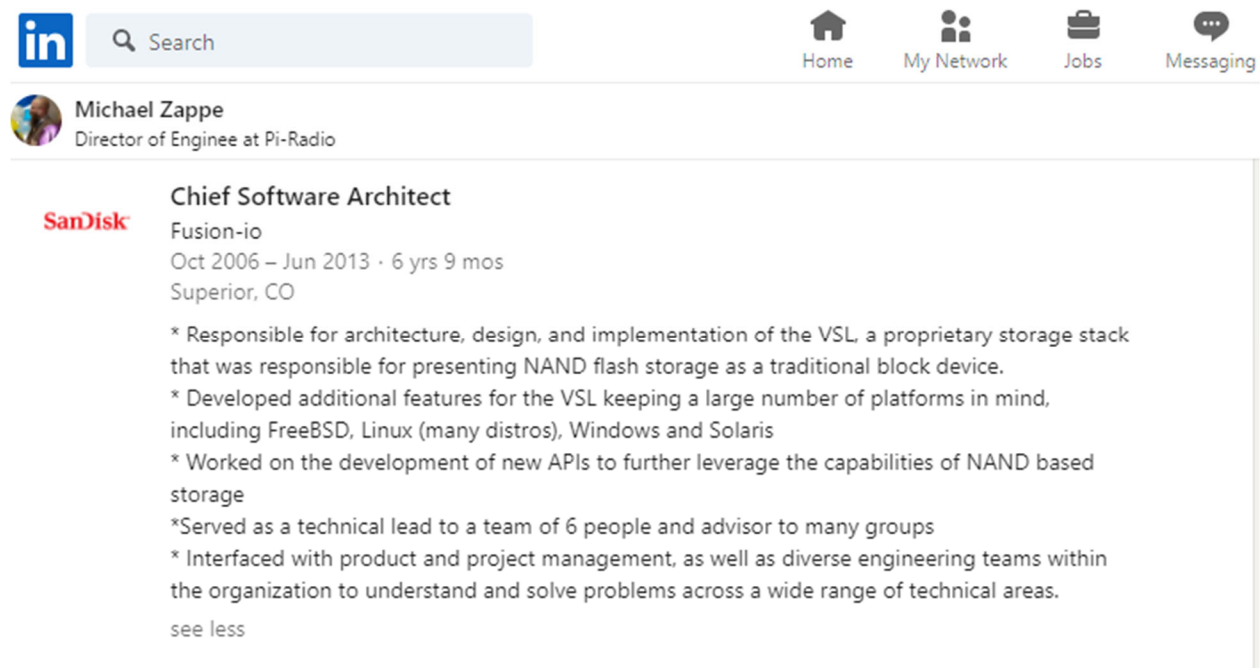 in Search
Home My Network Jobs Messaging
Michael Zappe
Director of Enginee at Pi-Radio
SanDisk
Chief Software Architect
Fusion-io
Oct 2006 – Jun 2013 · 6 yrs 9 mos
Superior, CO
* Responsible for architecture, design, and implementation of the VSL, a proprietary storage stack
that was responsible for presenting NAND flash storage as a traditional block device.
* Developed additional features for the VSL keeping a large number of platforms in mind,
including FreeBSD, Linux (many distros), Windows and Solaris
* Worked on the development of new APIs to further leverage the capabilities of NAND based
storage
*Served as a technical lead to a team of 6 people and advisor to many groups
* Interfaced with product and project management, as well as diverse engineering teams within
the organization to understand and solve problems across a wide range of technical areas.
see less